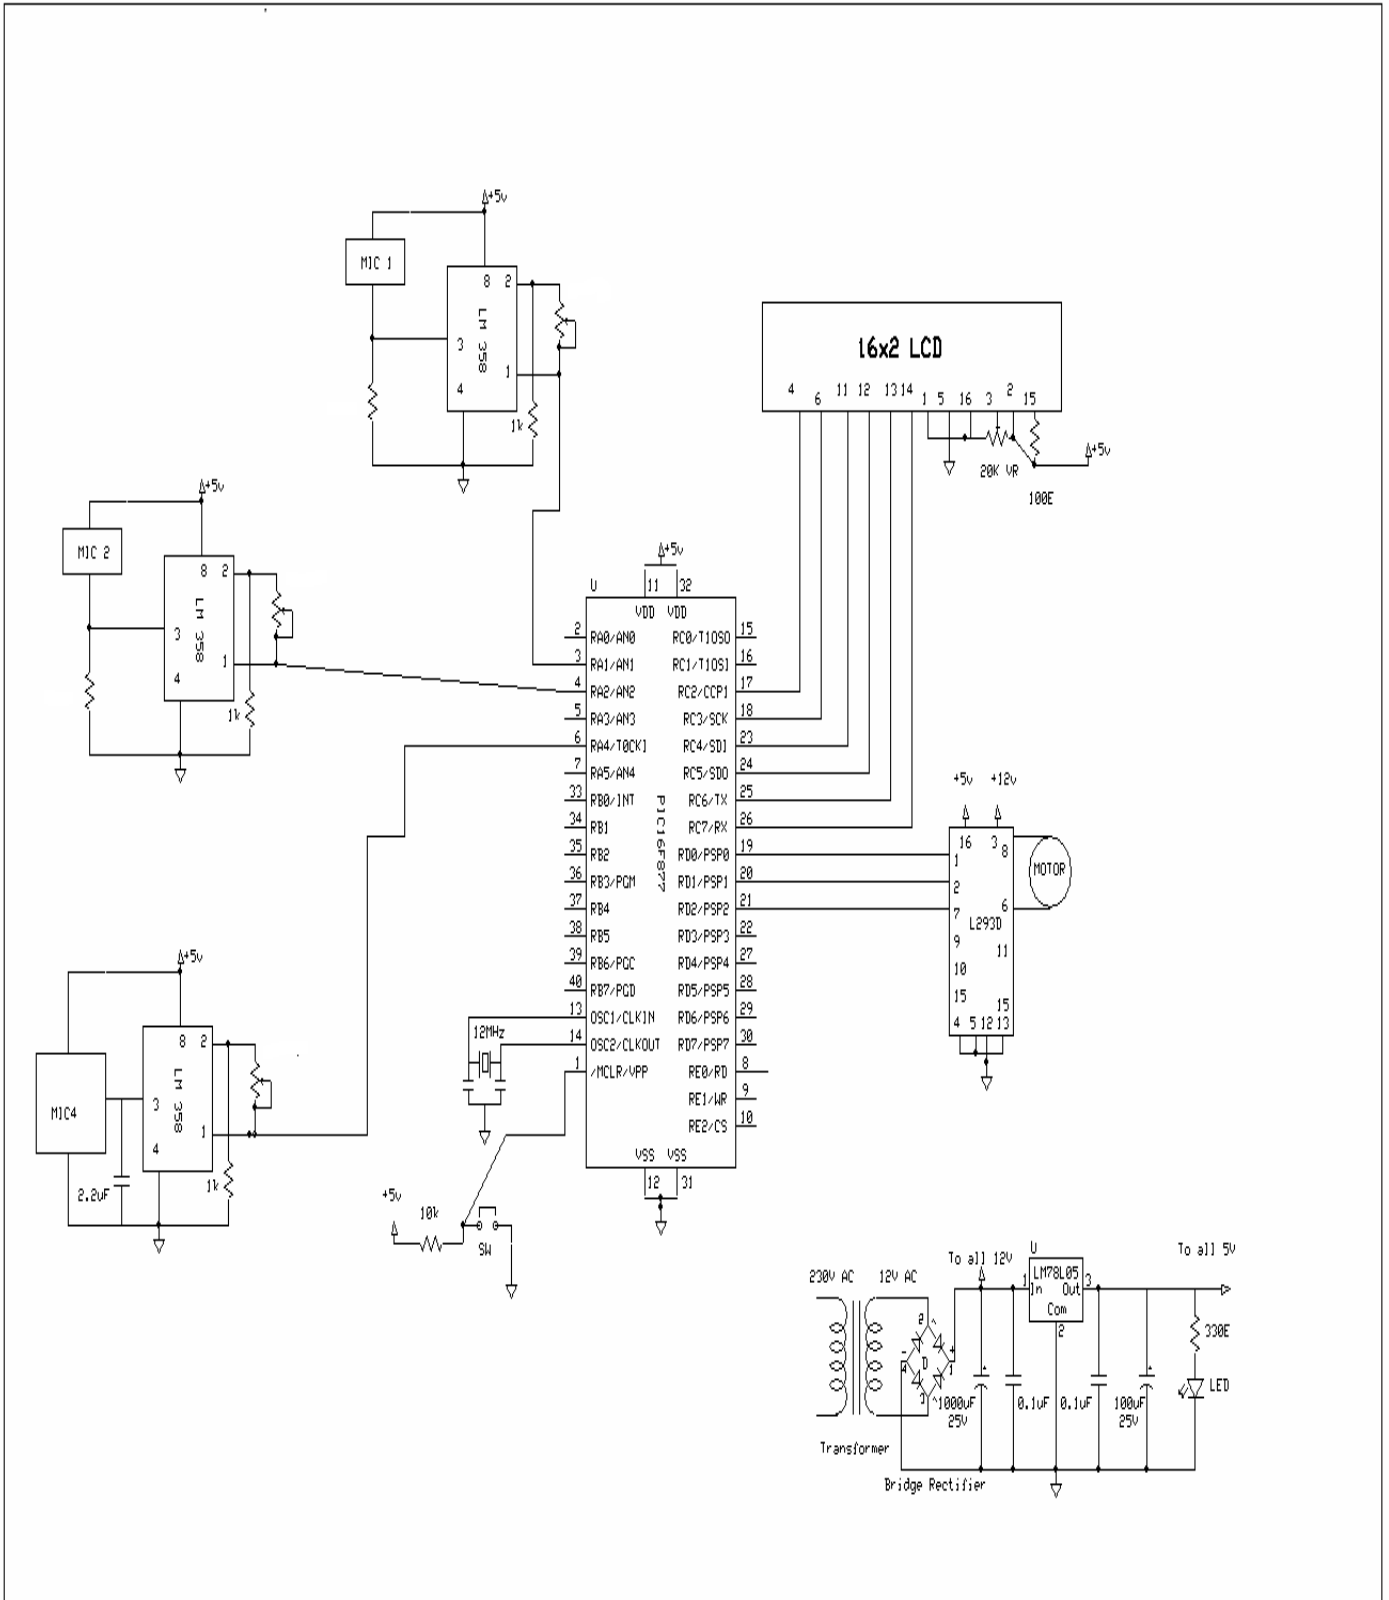 +5v
MIC 1
8 2
LM 358
3
1
4
1k
16x2 LCD
4 6 11 12 13 14 1 5 16 3 2 15
20K VR
+5v
100E
+5v
MIC 2
8 2
LM 358
3
1
4
1k
+5v
U
11 32
VDD VDD
2 RA0/AN0 RC0/T1OSO 15
3 RA1/AN1 RC1/T1OSI 16
4 RA2/AN2 RC2/CCP1 17
5 RA3/AN3 RC3/SCK 18
6 RA4/T0CKI RC4/SDI 23
7 RA5/AN4 RC5/SDO 24
33 RB0/INT RC6/TX 25
34 RB1 RC7/RX 26
35 RB2 RD0/PSP0 19
36 RB3/PGM RD1/PSP1 20
37 RB4 RD2/PSP2 21
38 RB5 RD3/PSP3 22
39 RB6/PGC RD4/PSP4 27
40 RB7/PGD RD5/PSP5 28
13 OSC1/CLKIN RD6/PSP6 29
14 OSC2/CLKOUT RD7/PSP7 30
1 /MCLR/VPP RE0/RD 8
RE1/WR 9
RE2/CS 10
VSS VSS
12 31
PIC16F877
+5v +12v
16 3
8
1
MOTOR
2
7
6
L293D
9
11
10
15
15
4 5 12 13
+5v
8 2
LM 358
MIC4
3
1
4
2.2uF
1k
12MHz
+5v
10k
SW
230V AC
12V AC
To all 12V
U
LM78L05
1 In Out 3
Com
2
To all 5V
330E
LED
2
- +
4 D 1
3
1000uF
25V
0.1uF
0.1uF
100uF
25V
Transformer
Bridge Rectifier